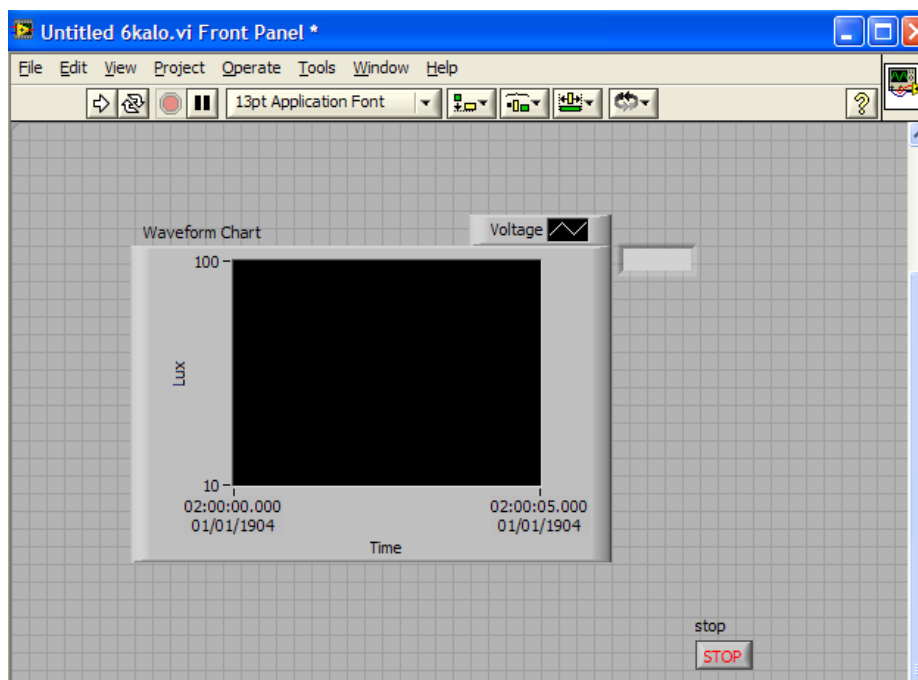 Untitled 6kalo.vi Front Panel *
File Edit View Project Operate Tools Window Help
13pt Application Font
?
Waveform Chart
Voltage
100
Lux
10
02:00:00.000
01/01/1904
02:00:05.000
01/01/1904
Time
stop
STOP